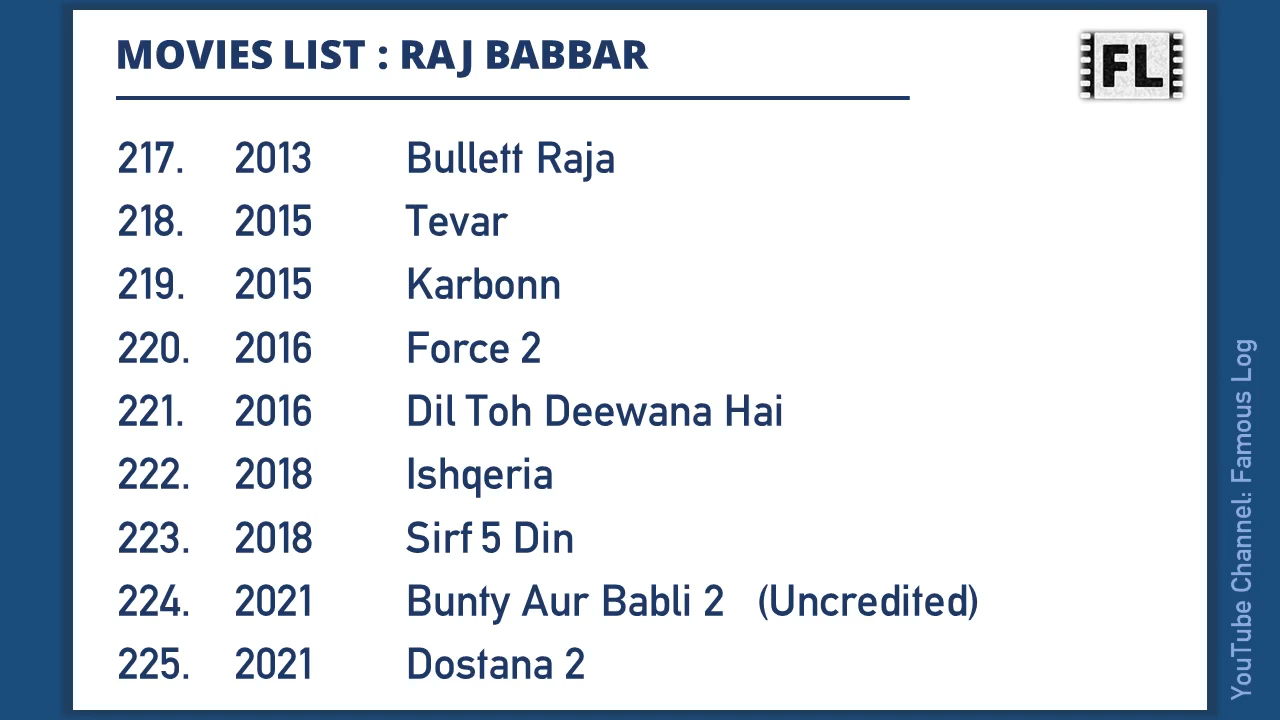 MOVIES LIST : RAJ BABBAR
FL
217. 2013 Bullett Raja
218. 2015 Tevar
219. 2015 Karbonn
220. 2016 Force 2
221. 2016 Dil Toh Deewana Hai
222. 2018 Ishqeria
223. 2018 Sirf 5 Din
224. 2021 Bunty Aur Babli 2 (Uncredited)
225. 2021 Dostana 2
YouTube Channel: Famous Log